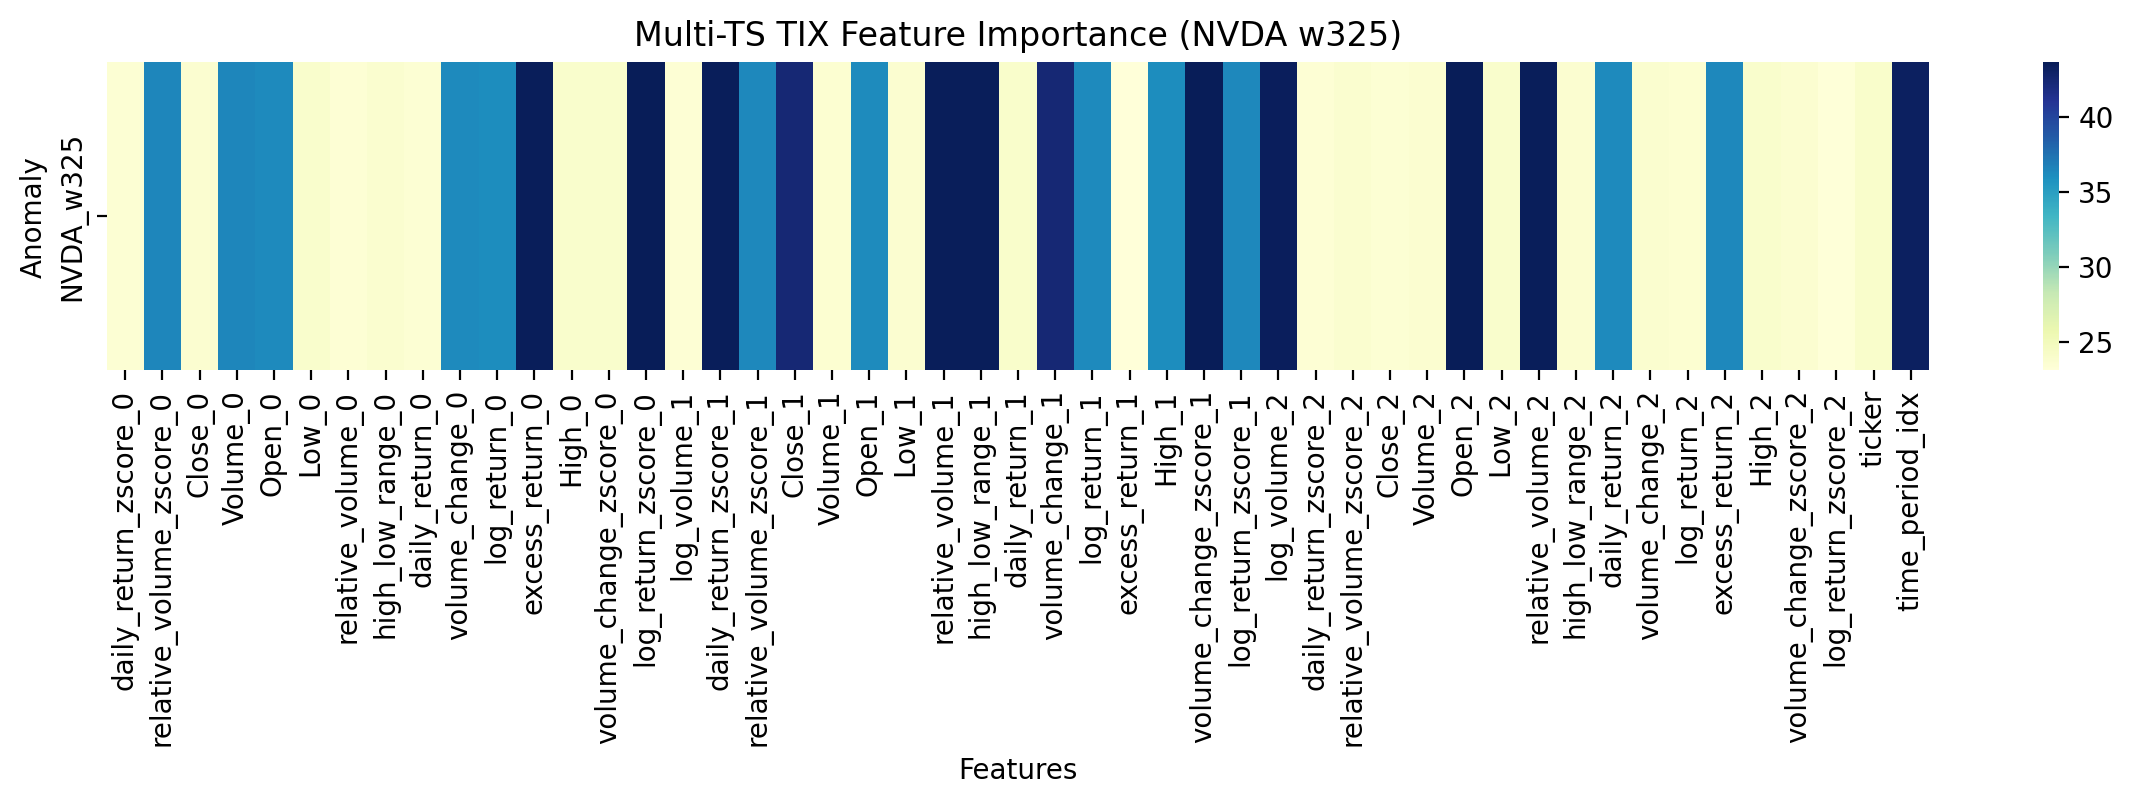 Multi-TS TIX Feature Importance (NVDA w325)
Anomaly
NVDA_w325
40
35
30
25
daily_return_zscore_0
relative_volume_zscore_0
Close_0
Volume_0
Open_0
Low_0
relative_volume_0
high_low_range_0
daily_return_0
volume_change_0
log_return_0
excess_return_0
High_0
volume_change_zscore_0
log_return_zscore_0
log_volume_1
daily_return_zscore_1
relative_volume_zscore_1
Close_1
Volume_1
Open_1
Low_1
relative_volume_1
high_low_range_1
daily_return_1
volume_change_1
log_return_1
excess_return_1
High_1
volume_change_zscore_1
log_return_zscore_1
log_volume_2
daily_return_zscore_2
relative_volume_zscore_2
Close_2
Volume_2
Open_2
Low_2
relative_volume_2
high_low_range_2
daily_return_2
volume_change_2
log_return_2
excess_return_2
High_2
volume_change_zscore_2
log_return_zscore_2
ticker
time_period_idx
Features